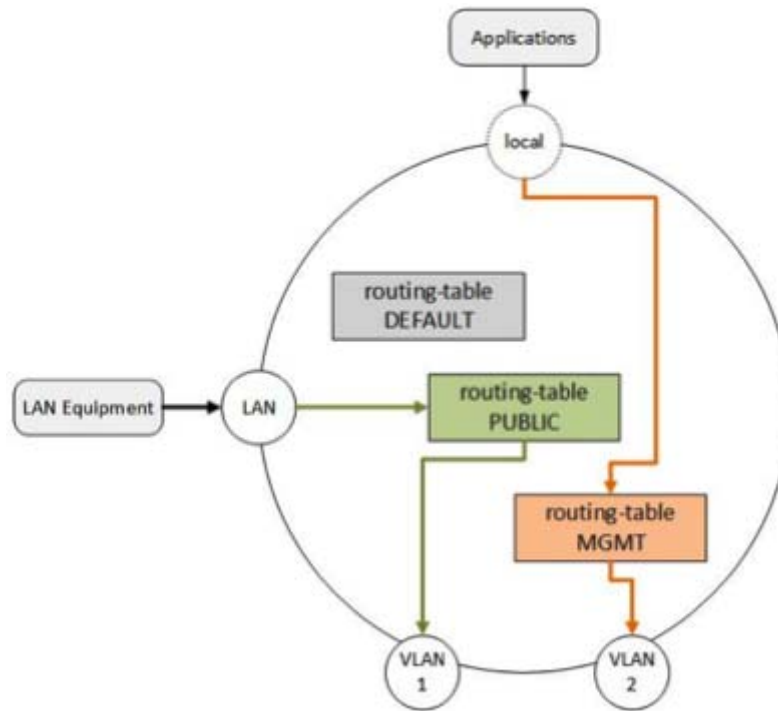 Applications
local
routing-table
DEFAULT
LAN Equipment
LAN
routing-table
PUBLIC
routing-table
MGMT
VLAN
1
VLAN
2